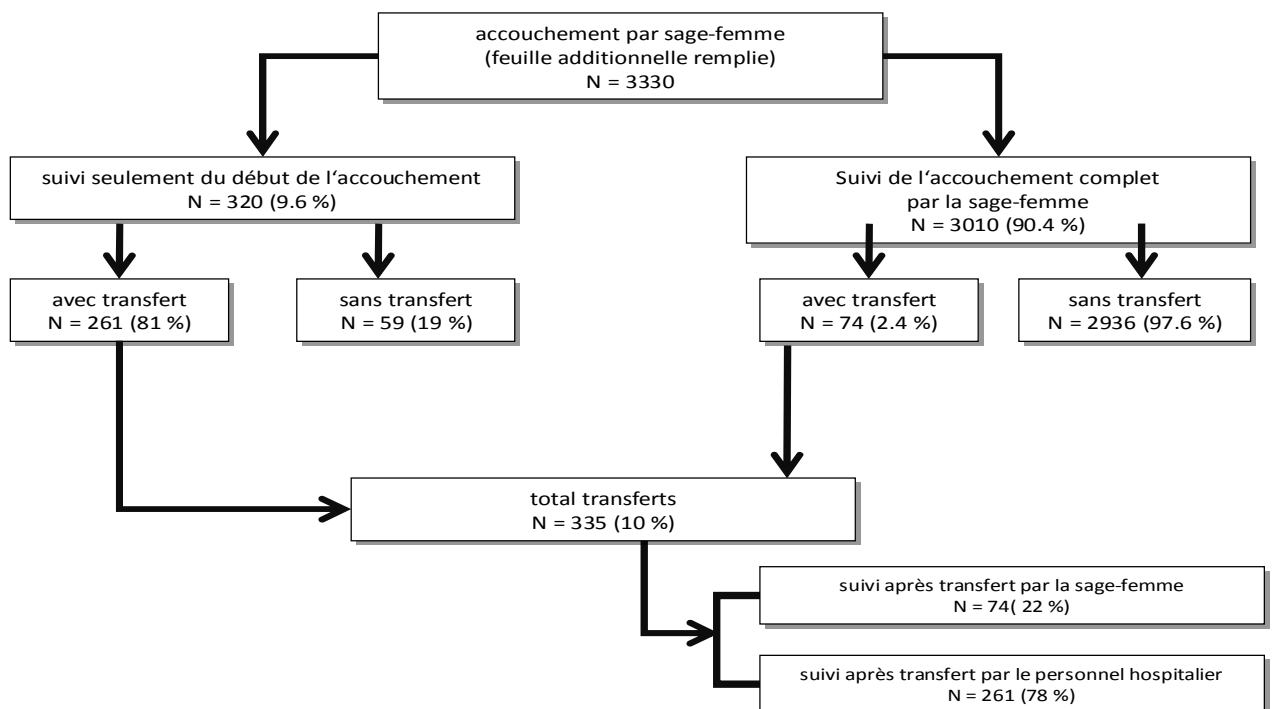 accouchement par sage-femme
(feuille additionnelle remplie)
N = 3330
suivi seulement du début de l‘accouchement
N = 320 (9.6 %)
Suivi de l‘accouchement complet
par la sage-femme
N = 3010 (90.4 %)
avec transfert
N = 261 (81 %)
sans transfert
N = 59 (19 %)
avec transfert
N = 74 (2.4 %)
sans transfert
N = 2936 (97.6 %)
total transferts
N = 335 (10 %)
suivi après transfert par la sage-femme
N = 74( 22 %)
suivi après transfert par le personnel hospitalier
N = 261 (78 %)